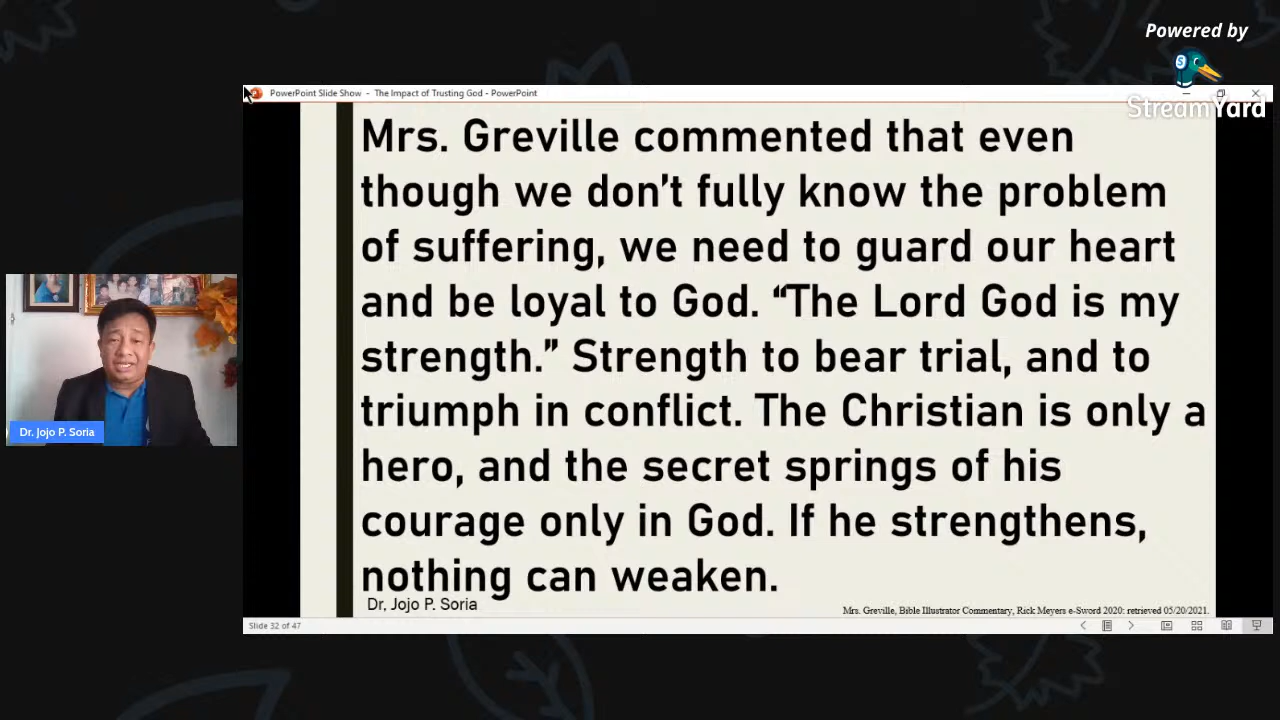 Powered by
StreamYard
PowerPoint Slide Show - The Impact of Trusting God - PowerPoint
Mrs. Greville commented that even
though we don’t fully know the problem
of suffering, we need to guard our heart
and be loyal to God. “The Lord God is my
strength.” Strength to bear trial, and to
triumph in conflict. The Christian is only a
hero, and the secret springs of his
courage only in God. If he strengthens,
nothing can weaken.
Dr, Jojo P. Soria
Mrs. Greville, Bible Illustrator Commentary, Rick Meyers e-Sword 2020: retrieved 05/20/2021.
Slide 32 of 47
Dr. Jojo P. Soria